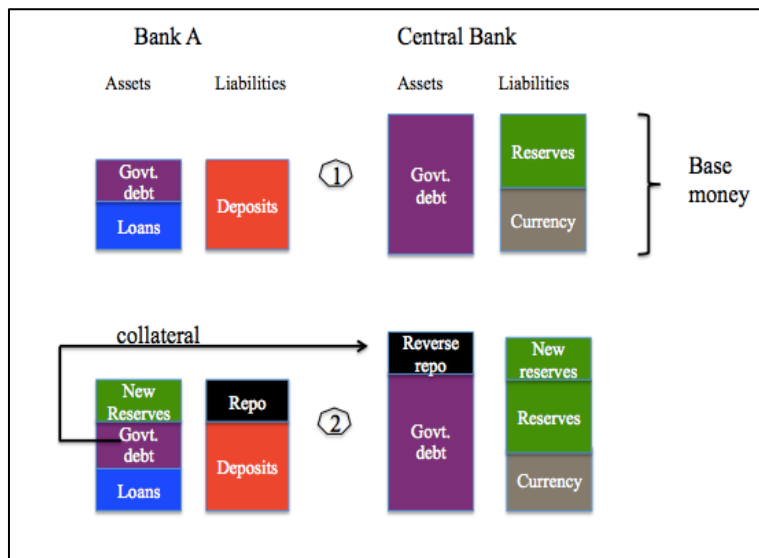 Bank A
Central Bank
Assets
Liabilities
Assets
Liabilities
Govt.
debt
Loans
Deposits
1
Govt.
debt
Reserves
Currency
Base
money
collateral
New
Reserves
Govt.
debt
Loans
Repo
Deposits
2
Reverse
repo
Govt.
debt
New
reserves
Reserves
Currency